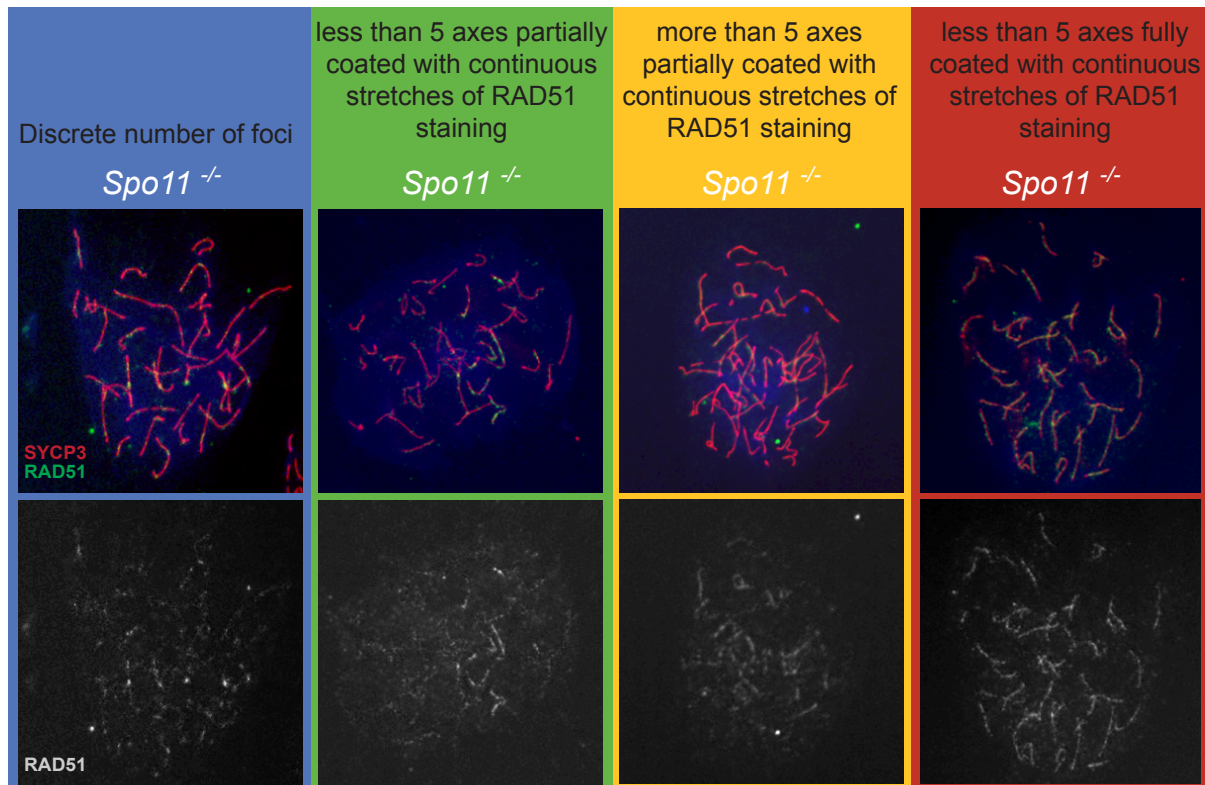 Discrete number of foci
Spo11 -/-
less than 5 axes partially
coated with continuous
stretches of RAD51
staining
Spo11 -/-
more than 5 axes
partially coated with
continuous stretches of
RAD51 staining
Spo11 -/-
less than 5 axes fully
coated with continuous
stretches of RAD51
staining
Spo11 -/-
SYCP3
RAD51
RAD51